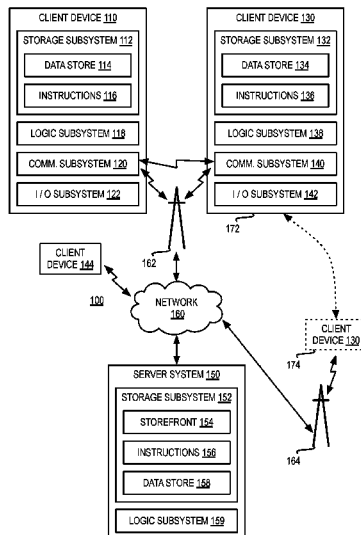 CLIENT DEVICE 110
STORAGE SUBSYSTEM 112
DATA STORE 114
INSTRUCTIONS 116
LOGIC SUBSYSTEM 118
COMM. SUBSYSTEM 120
I / O SUBSYSTEM 122
CLIENT DEVICE 130
STORAGE SUBSYSTEM 132
DATA STORE 134
INSTRUCTIONS 136
LOGIC SUBSYSTEM 138
COMM. SUBSYSTEM 140
I / O SUBSYSTEM 142
172
162
CLIENT
DEVICE 144
100
NETWORK
160
CLIENT
DEVICE 130
174
164
SERVER SYSTEM 150
STORAGE SUBSYSTEM 152
STOREFRONT 154
INSTRUCTIONS 156
DATA STORE 158
LOGIC SUBSYSTEM 159